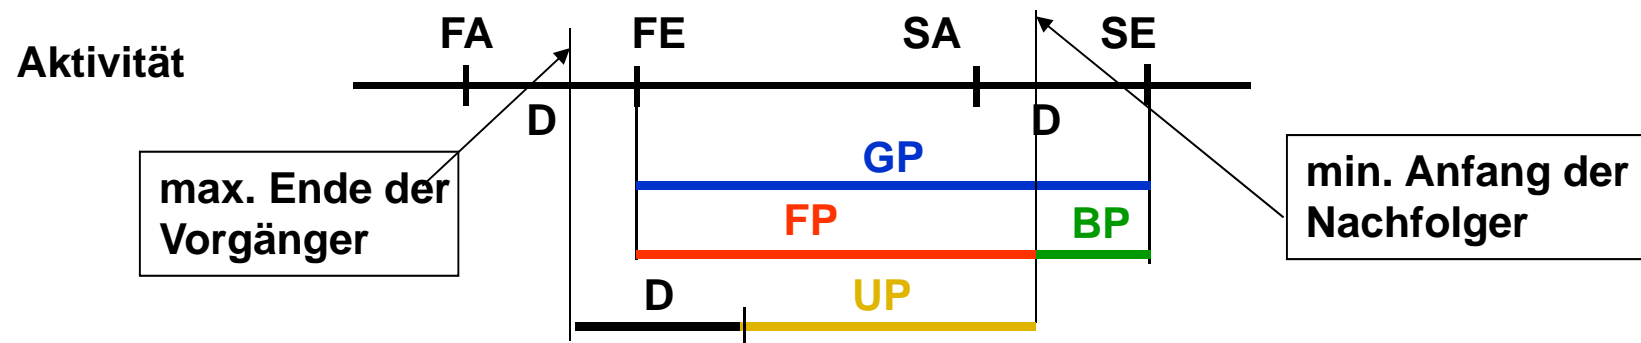 FA FE SA SE
Aktivität
D D
GP
max. Ende der
Vorgänger
min. Anfang der
Nachfolger
FP BP
D UP